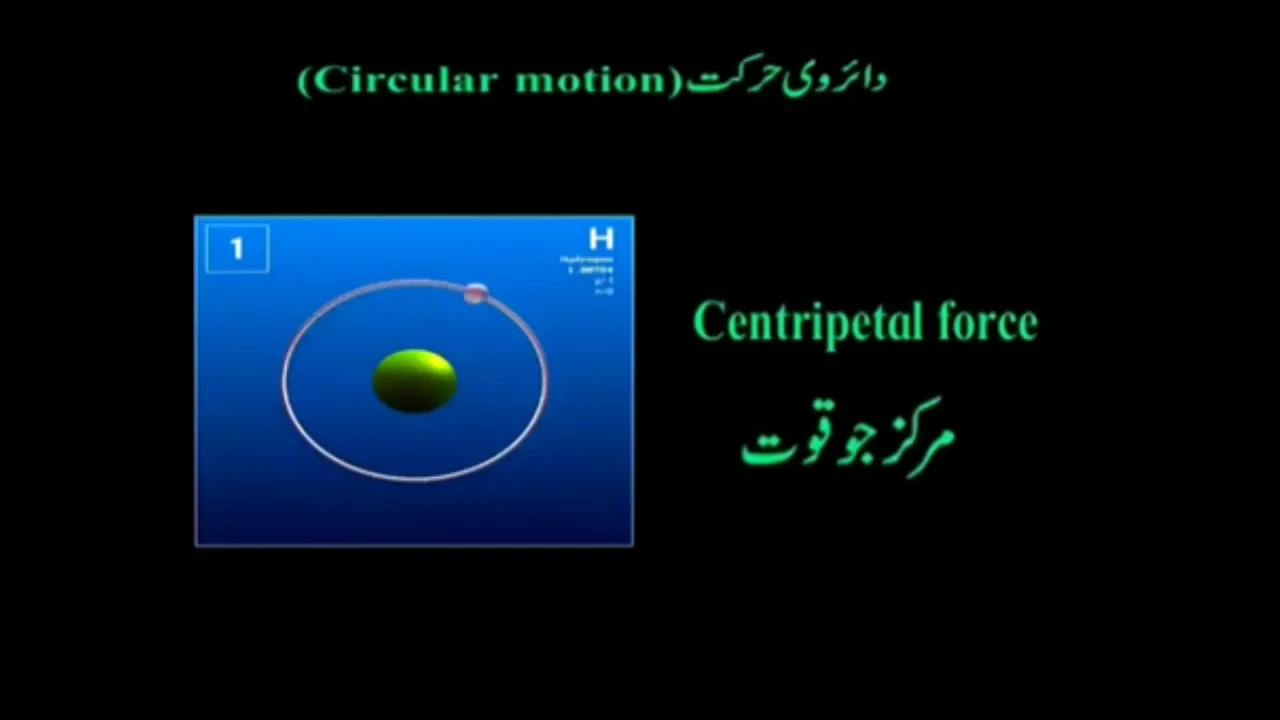 دائروی حرکت(Circular motion)
1
H
Centripetal force
مرکز جو قوت